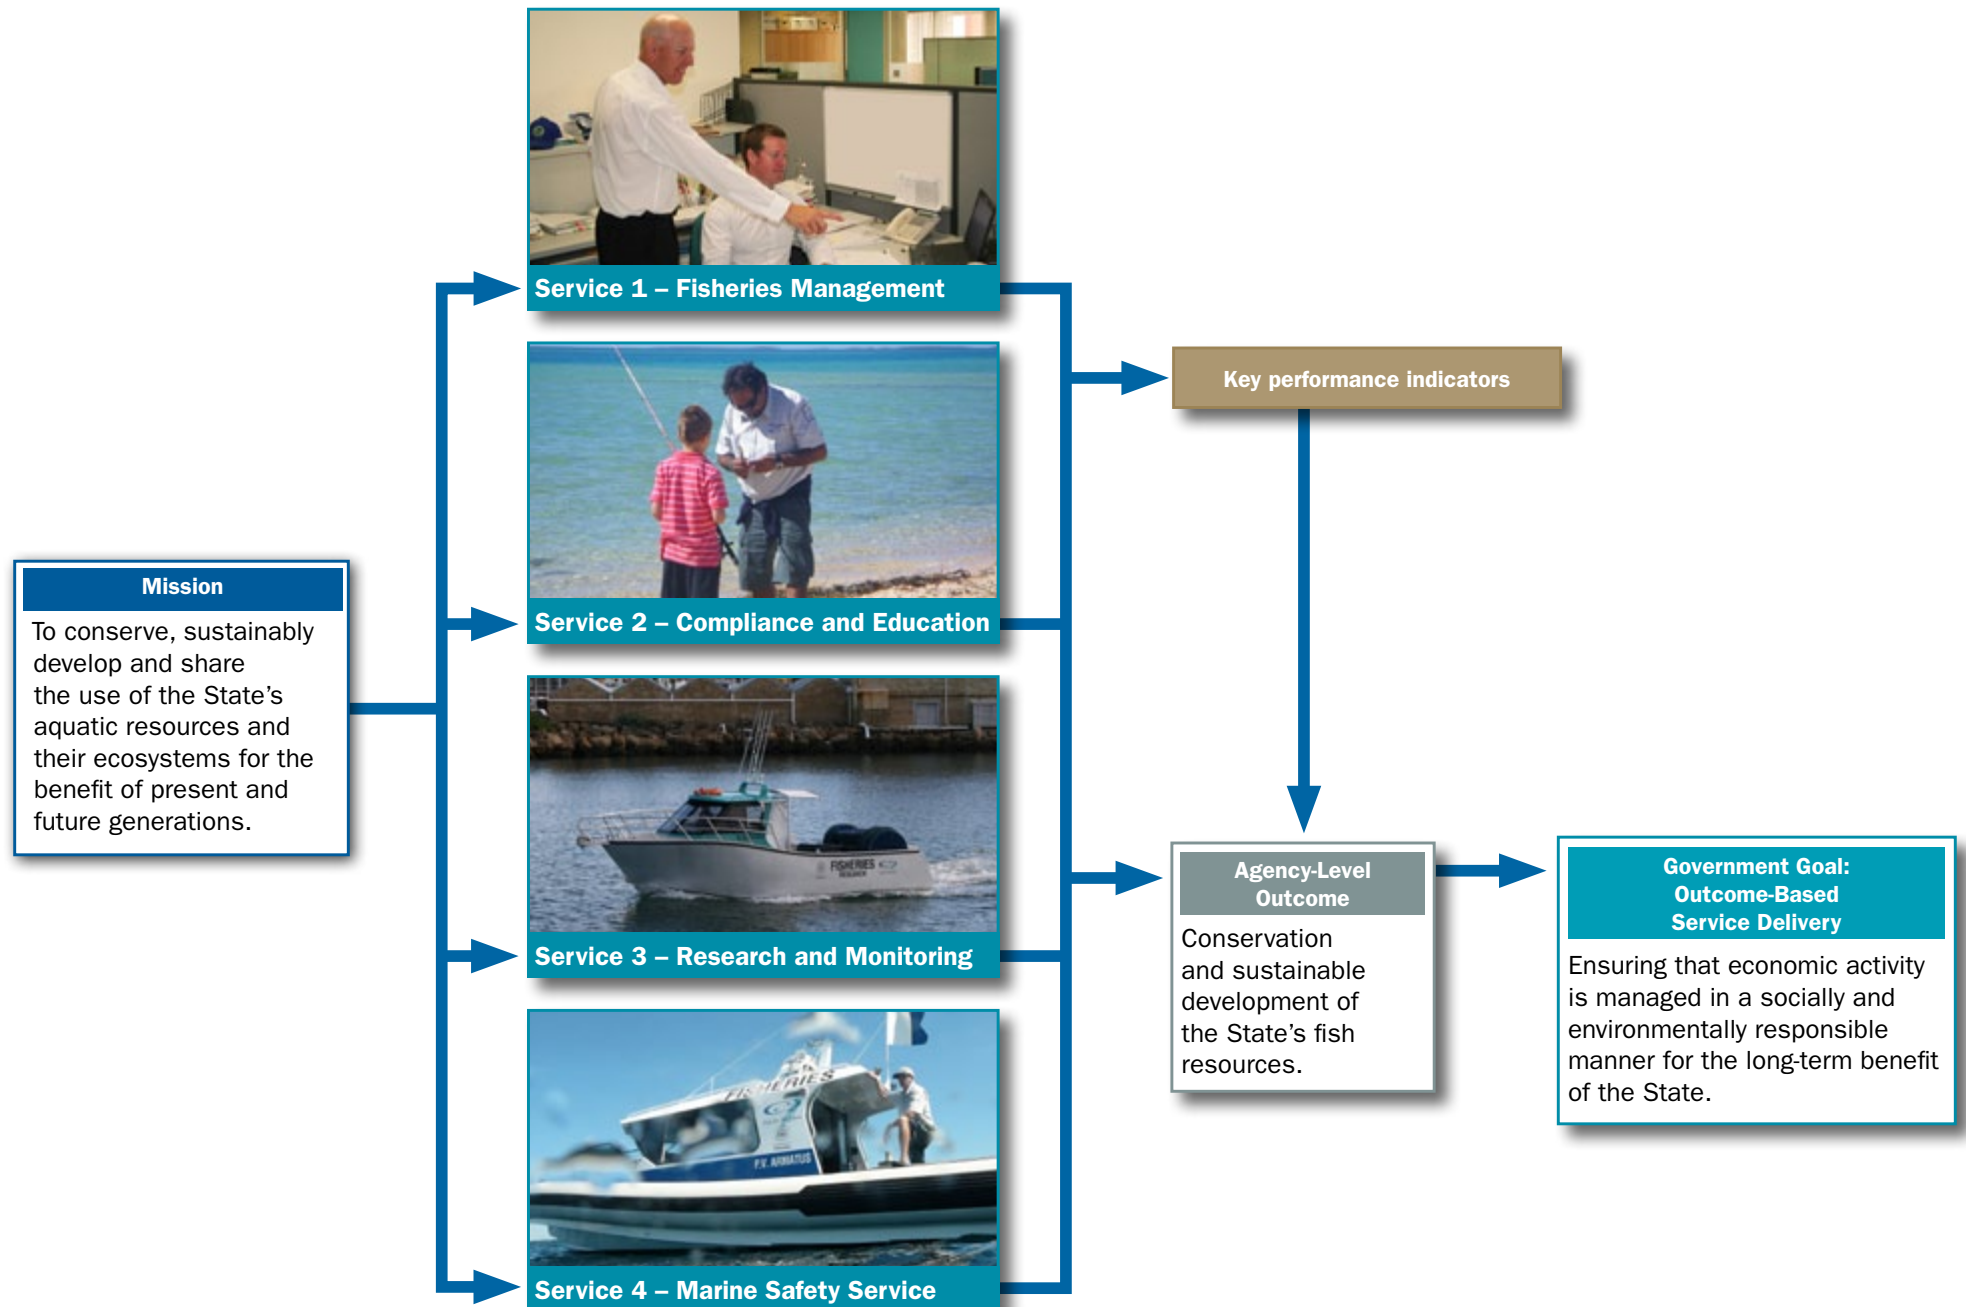 Service 1 – Fisheries Management
Service 2 – Compliance and Education
FISHERIES
RESEARCH
Service 3 – Research and Monitoring
FISHERIES
P.V. ARMATUS
Service 4 – Marine Safety Service
Mission
To conserve, sustainably
develop and share
the use of the State’s
aquatic resources and
their ecosystems for the
benefit of present and
future generations.
Key performance indicators
Agency-Level
Outcome
Conservation
and sustainable
development of
the State’s fish
resources.
Government Goal:
Outcome-Based
Service Delivery
Ensuring that economic activity
is managed in a socially and
environmentally responsible
manner for the long-term benefit
of the State.